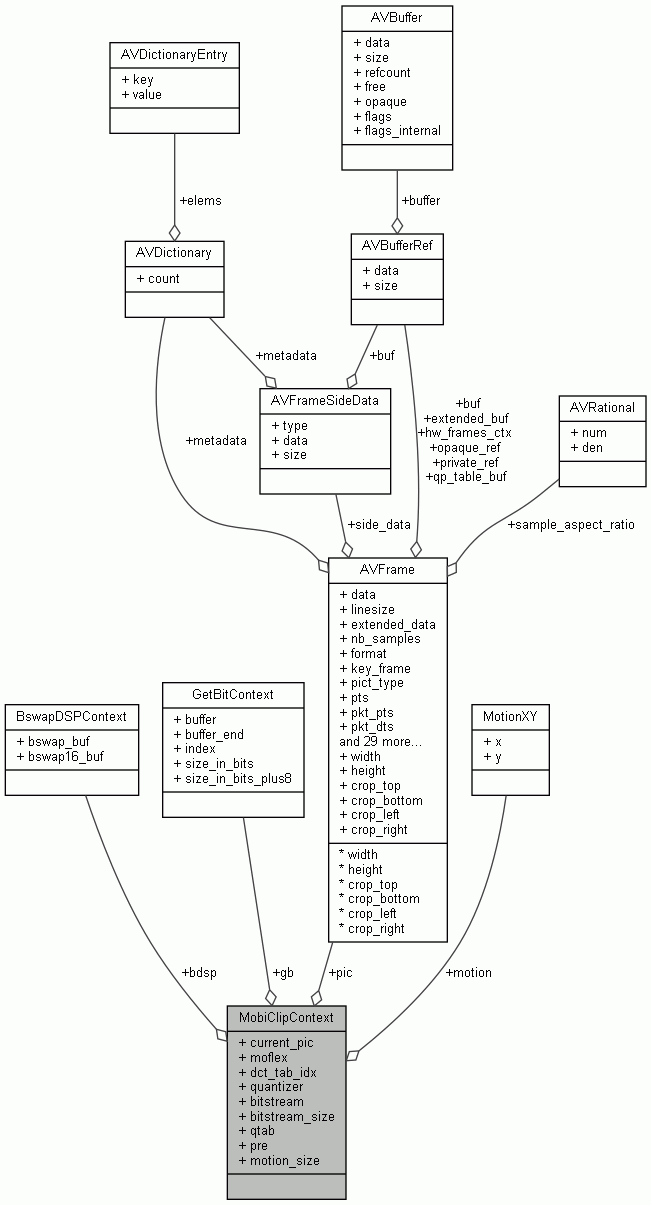 AVBuffer
+ data
+ size
+ refcount
+ free
+ opaque
+ flags
+ flags_internal
AVDictionaryEntry
+ key
+ value
+elems
+buffer
AVDictionary
+ count
AVBufferRef
+ data
+ size
+metadata
+buf
AVFrameSideData
+ type
+ data
+ size
+metadata
+buf
+extended_buf
+hw_frames_ctx
+opaque_ref
+private_ref
+qp_table_buf
AVRational
+ num
+ den
+side_data
+sample_aspect_ratio
AVFrame
+ data
+ linesize
+ extended_data
+ nb_samples
+ format
+ key_frame
+ pict_type
+ pts
+ pkt_pts
+ pkt_dts
and 29 more...
+ width
+ height
+ crop_top
+ crop_bottom
+ crop_left
+ crop_right
* width
* height
* crop_top
* crop_bottom
* crop_left
* crop_right
BswapDSPContext
+ bswap_buf
+ bswap16_buf
GetBitContext
+ buffer
+ buffer_end
+ index
+ size_in_bits
+ size_in_bits_plus8
MotionXY
+ x
+ y
+bdsp
+gb
+pic
+motion
MobiClipContext
+ current_pic
+ moflex
+ dct_tab_idx
+ quantizer
+ bitstream
+ bitstream_size
+ qtab
+ pre
+ motion_size